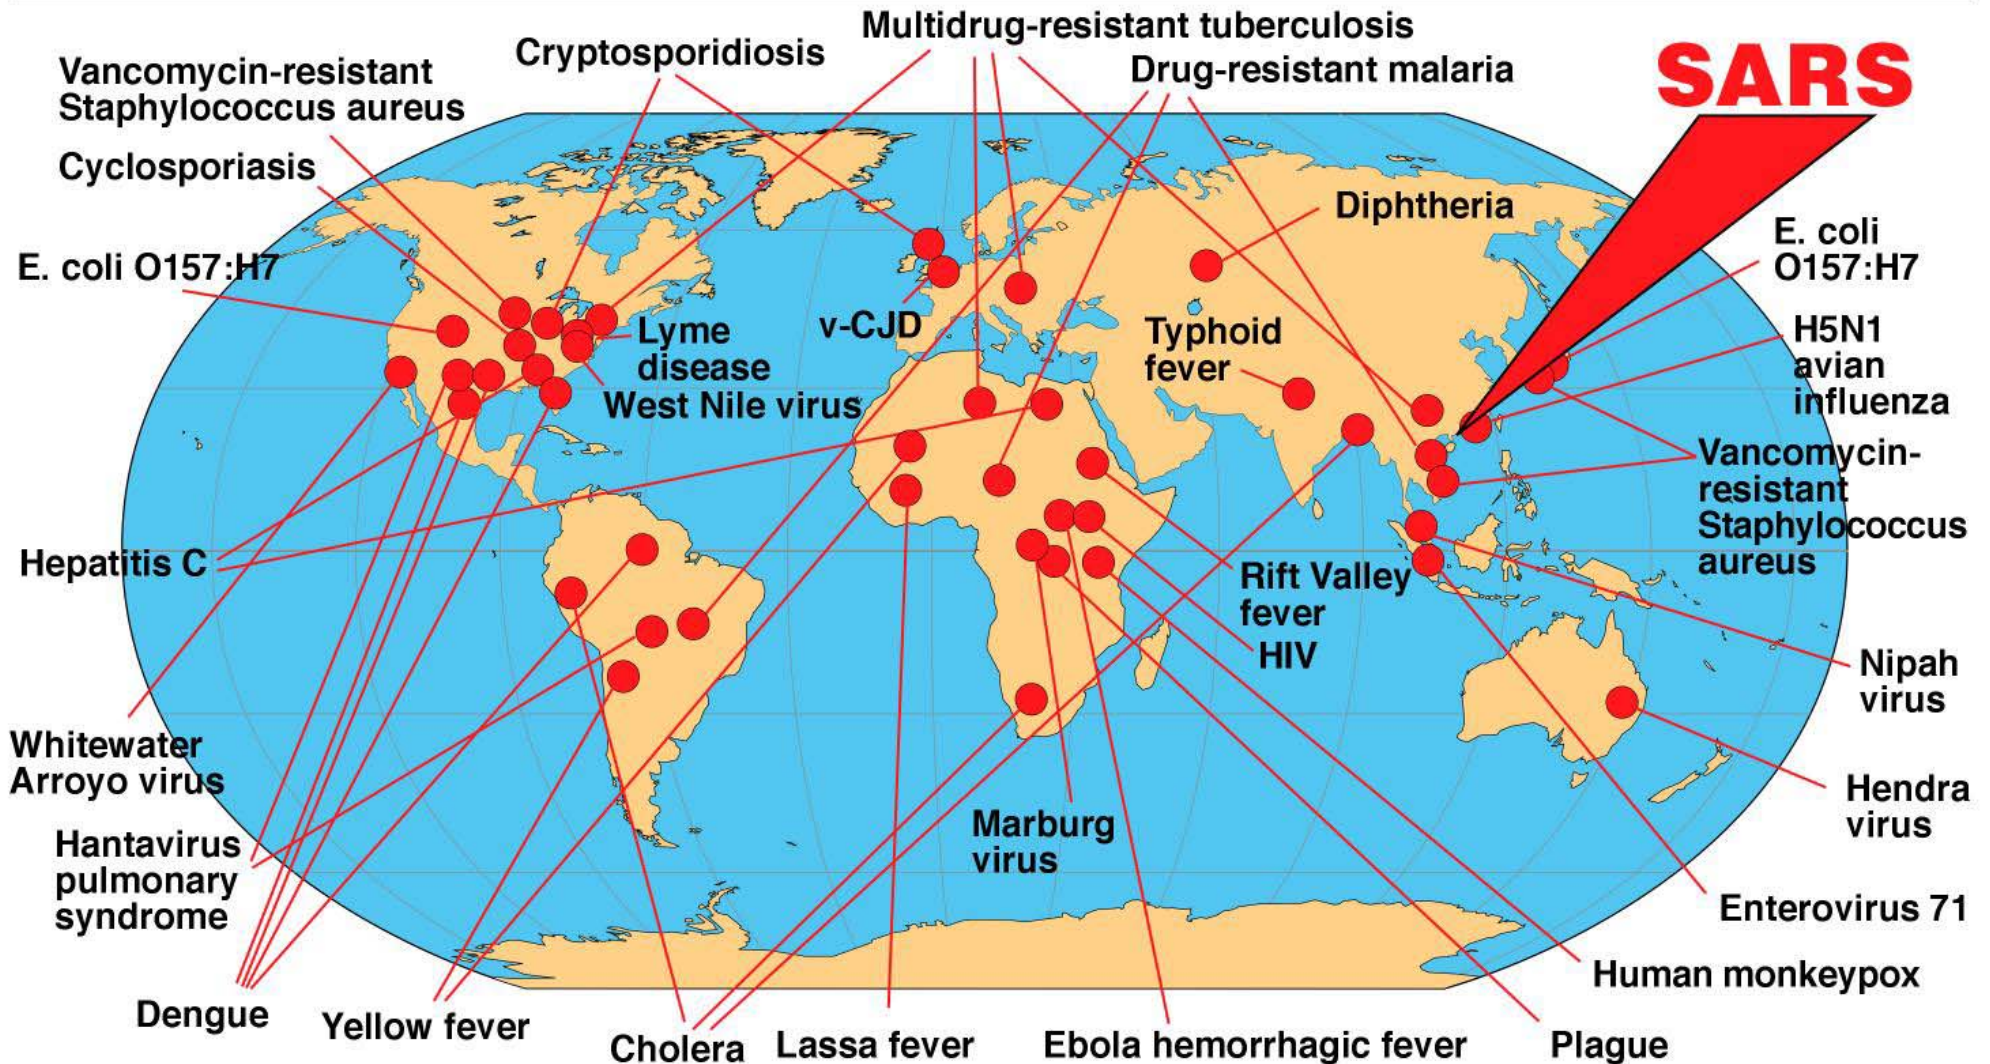 Multidrug-resistant tuberculosis
Cryptosporidiosis
Drug-resistant malaria
SARS
Vancomycin-resistant
Staphylococcus aureus
Cyclosporiasis
Diphtheria
E. coli
O157:H7
E. coli O157:H7
v-CJD
Lyme
disease
Typhoid
fever
H5N1
avian
influenza
West Nile virus
Vancomycin-
resistant
Staphylococcus
aureus
Hepatitis C
Rift Valley
fever
HIV
Nipah
virus
Whitewater
Arroyo virus
Hendra
virus
Marburg
virus
Hantavirus
pulmonary
syndrome
Enterovirus 71
Human monkeypox
Dengue
Yellow fever
Cholera
Lassa fever
Ebola hemorrhagic fever
Plague